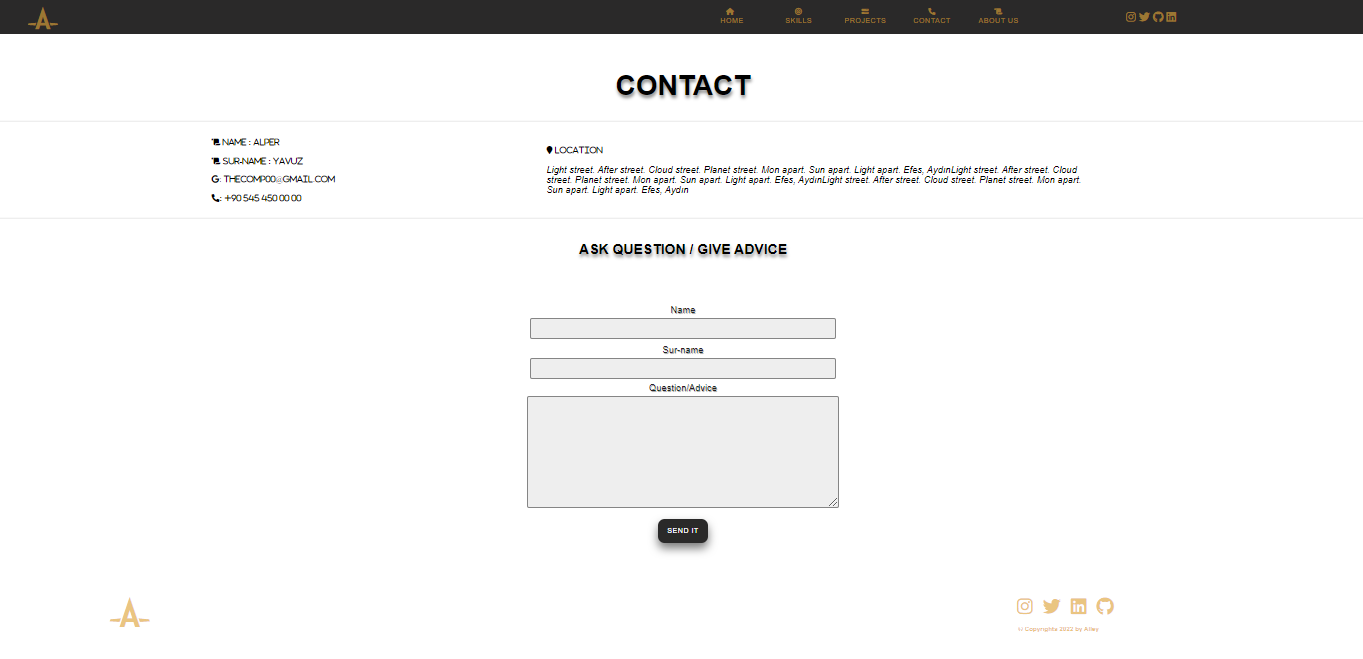 HOME SKILLS PROJECTS CONTACT ABOUT US
CONTACT
NAME : ALPER
SUR-NAME : YAVUZ
G: THECOMP00@GMAIL.COM
: +90 545 450 00 00
LOCATION
Light street. After street. Cloud street. Planet street. Mon apart. Sun apart. Light apart. Efes, AydınLight street. After street. Cloud
street. Planet street. Mon apart. Sun apart. Light apart. Efes, AydınLight street. After street. Cloud street. Planet street. Mon apart.
Sun apart. Light apart. Efes, Aydın
ASK QUESTION / GIVE ADVICE
Name
Sur-name
Question/Advice
SEND IT
© Copyrights 2022 by Alley